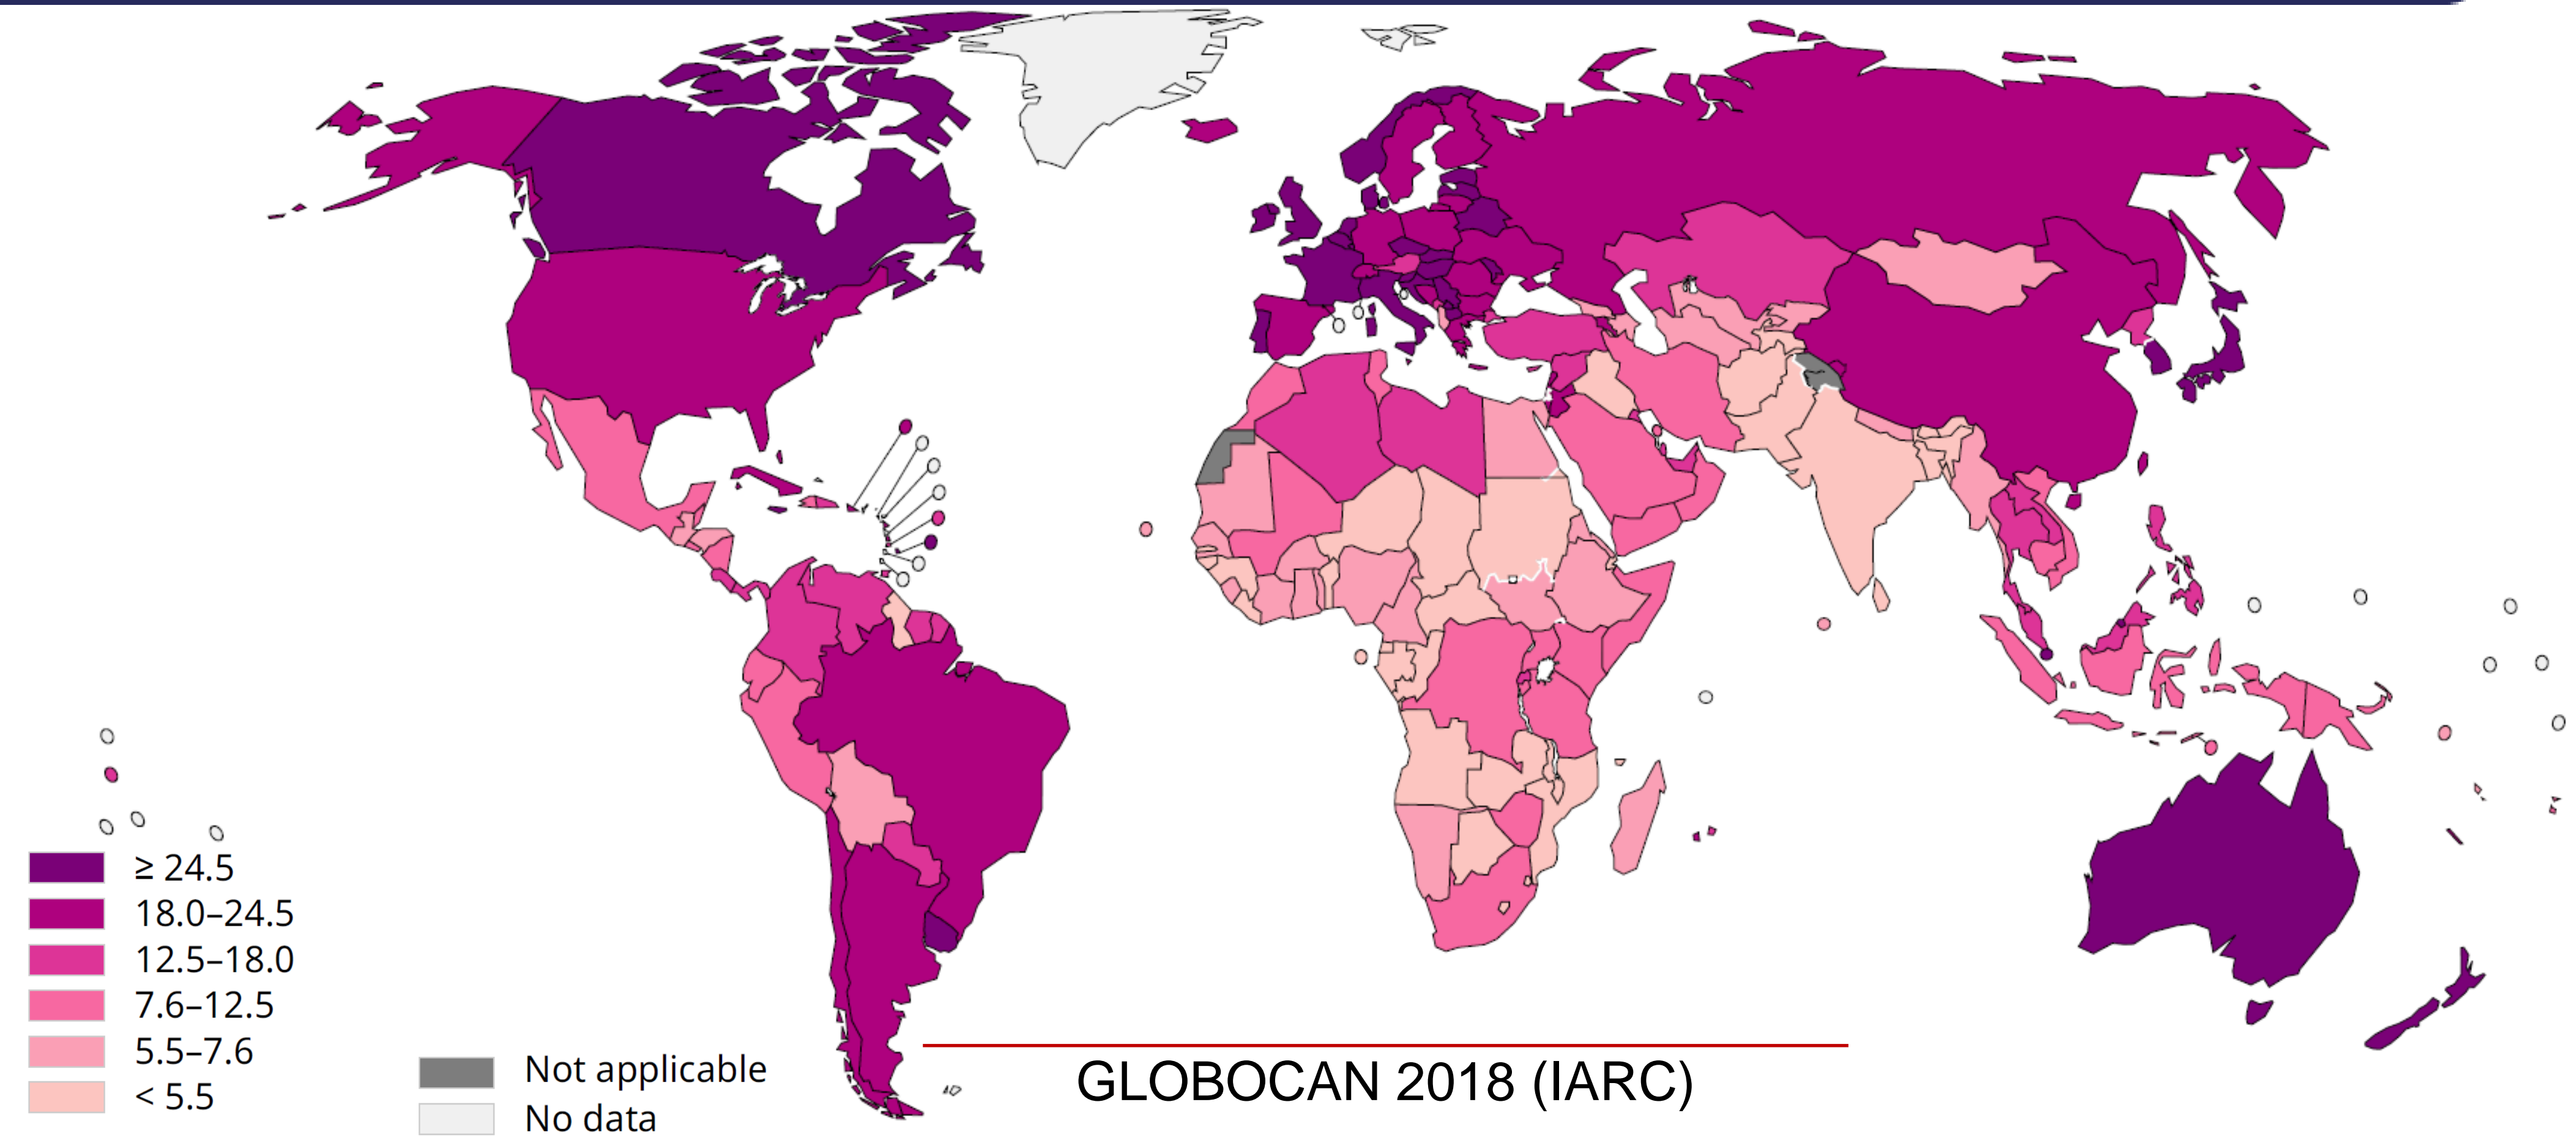 ≥ 24.5
18.0–24.5
12.5–18.0
7.6–12.5
5.5–7.6
< 5.5
Not applicable
No data
GLOBOCAN 2018 (IARC)